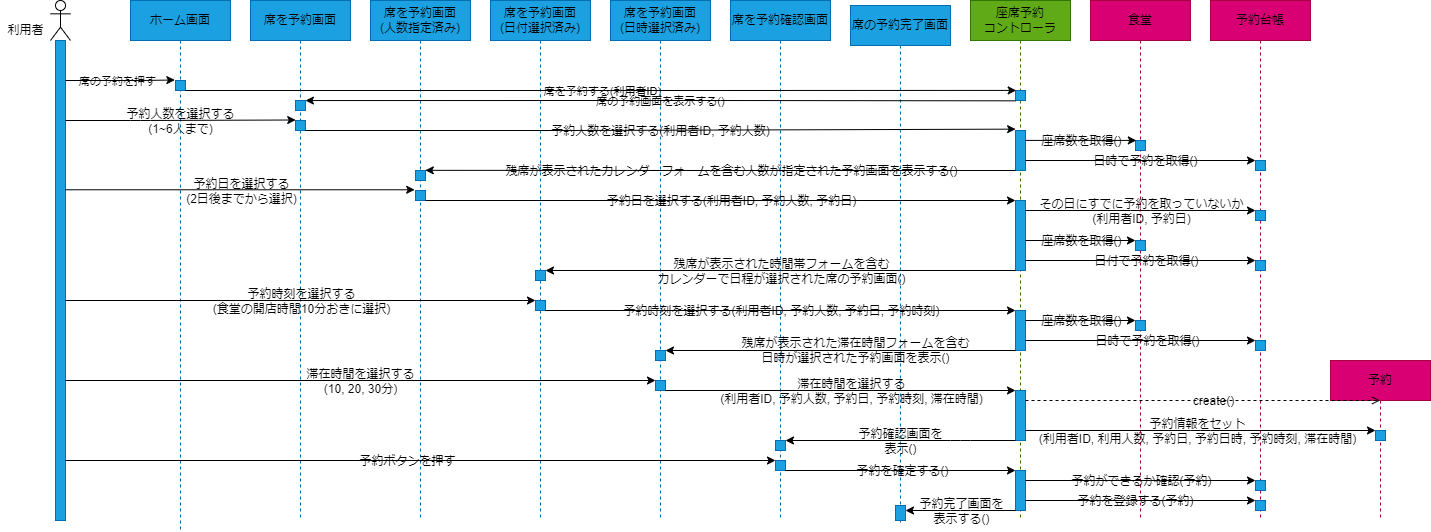 利用者
ホーム画面
席を予約画面
席を予約画面
(人数指定済み)
席を予約画面
(日付選択済み)
席を予約画面
(日時選択済み)
席を予約確認画面
席の予約完了画面
座席予約
コントローラ
食堂
予約台帳
席の予約を押す
席を予約する(利用者ID)
席の予約画面を表示する()
予約人数を選択する
(1~6人まで)
予約人数を選択する(利用者ID, 予約人数)
座席数を取得()
日時で予約を取得()
残席が表示されたカレンダーフォームを含む人数が指定された予約画面を表示する()
予約日を選択する
(2日後までから選択)
予約日を選択する(利用者ID, 予約人数, 予約日)
その日にすでに予約を取っていないか
(利用者ID, 予約日)
座席数を取得()
日付で予約を取得()
残席が表示された時間帯フォームを含む
カレンダーで日程が選択された席の予約画面()
予約時刻を選択する
(食堂の開店時間10分おきに選択)
予約時刻を選択する(利用者ID, 予約人数, 予約日, 予約時刻)
座席数を取得()
日時で予約を取得()
残席が表示された滞在時間フォームを含む
日時が選択された予約画面を表示()
滞在時間を選択する
(10, 20, 30分)
滞在時間を選択する
(利用者ID, 予約人数, 予約日, 予約時刻, 滞在時間)
予約
create()
予約情報をセット
(利用者ID, 利用人数, 予約日, 予約日時, 予約時刻, 滞在時間)
予約確認画面を
表示()
予約ボタンを押す
予約を確定する()
予約ができるか確認(予約)
予約を登録する(予約)
予約完了画面を
表示する()